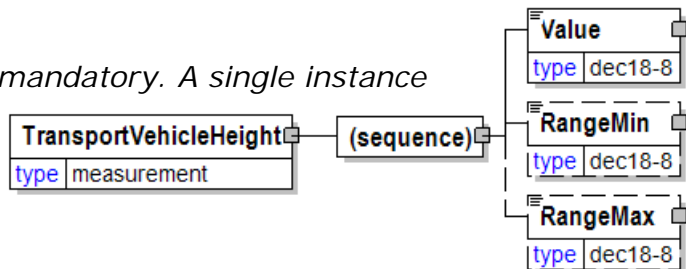 mandatory. A single instance
TransportVehicleHeight
type measurement
(sequence)
Value
type dec18-8
RangeMin
type dec18-8
RangeMax
type dec18-8